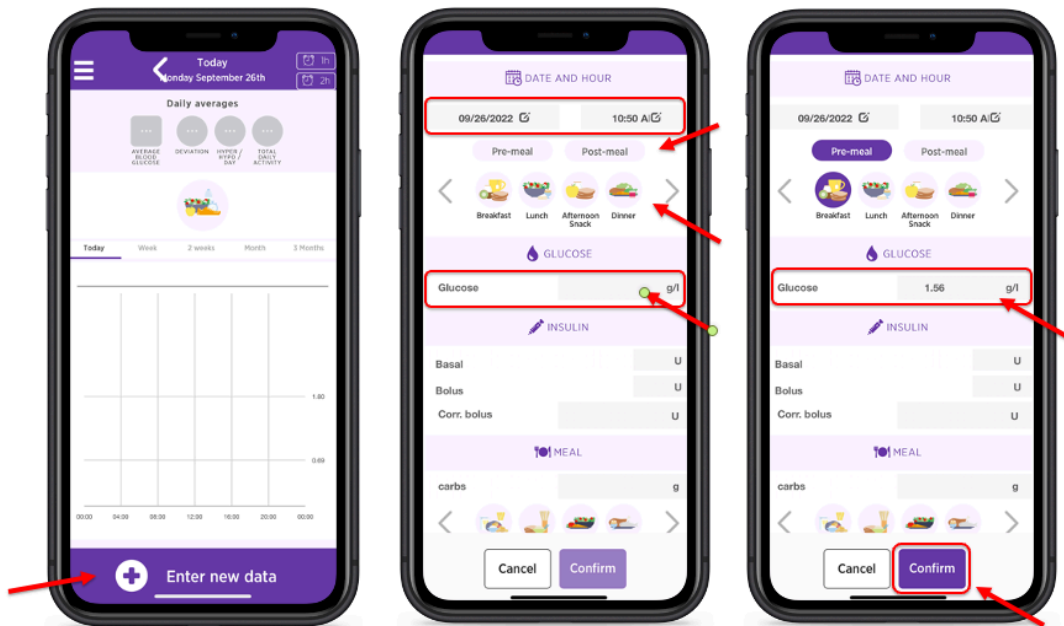 Today
Monday September 26th
1h
2h
Daily averages
AVERAGE BLOOD GLUCOSE
DEVIATION
HYPER / HYPO / DAY
TOTAL DAILY ACTIVITY
Today Week 2 weeks Month 3 Months
1.80
0.69
00:00 04:00 08:00 12:00 16:00 20:00 00:00
Enter new data
DATE AND HOUR
09/26/2022 10:50 A
Pre-meal Post-meal
Breakfast Lunch Afternoon Snack Dinner
GLUCOSE
Glucose g/l
INSULIN
Basal U
Bolus U
Corr. bolus U
MEAL
carbs g
Cancel Confirm
DATE AND HOUR
09/26/2022 10:50 A
Pre-meal Post-meal
Breakfast Lunch Afternoon Snack Dinner
GLUCOSE
Glucose 1.56 g/l
INSULIN
Basal U
Bolus U
Corr. bolus U
MEAL
carbs g
Cancel Confirm